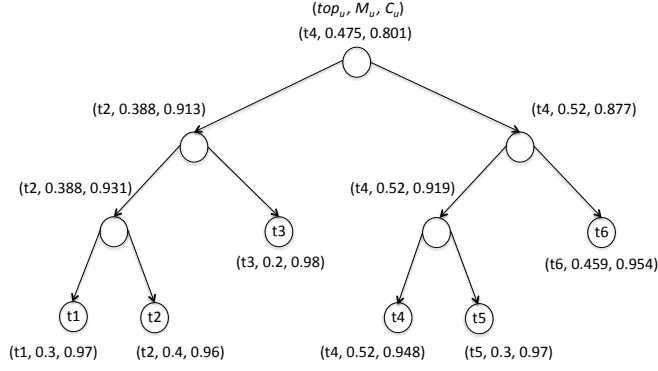 (top_u, M_u, C_u)
(t4, 0.475, 0.801)
(t2, 0.388, 0.913)
(t4, 0.52, 0.877)
(t2, 0.388, 0.931)
(t4, 0.52, 0.919)
t3
t6
(t3, 0.2, 0.98)
(t6, 0.459, 0.954)
t1
t2
t4
t5
(t1, 0.3, 0.97)
(t2, 0.4, 0.96)
(t4, 0.52, 0.948)
(t5, 0.3, 0.97)